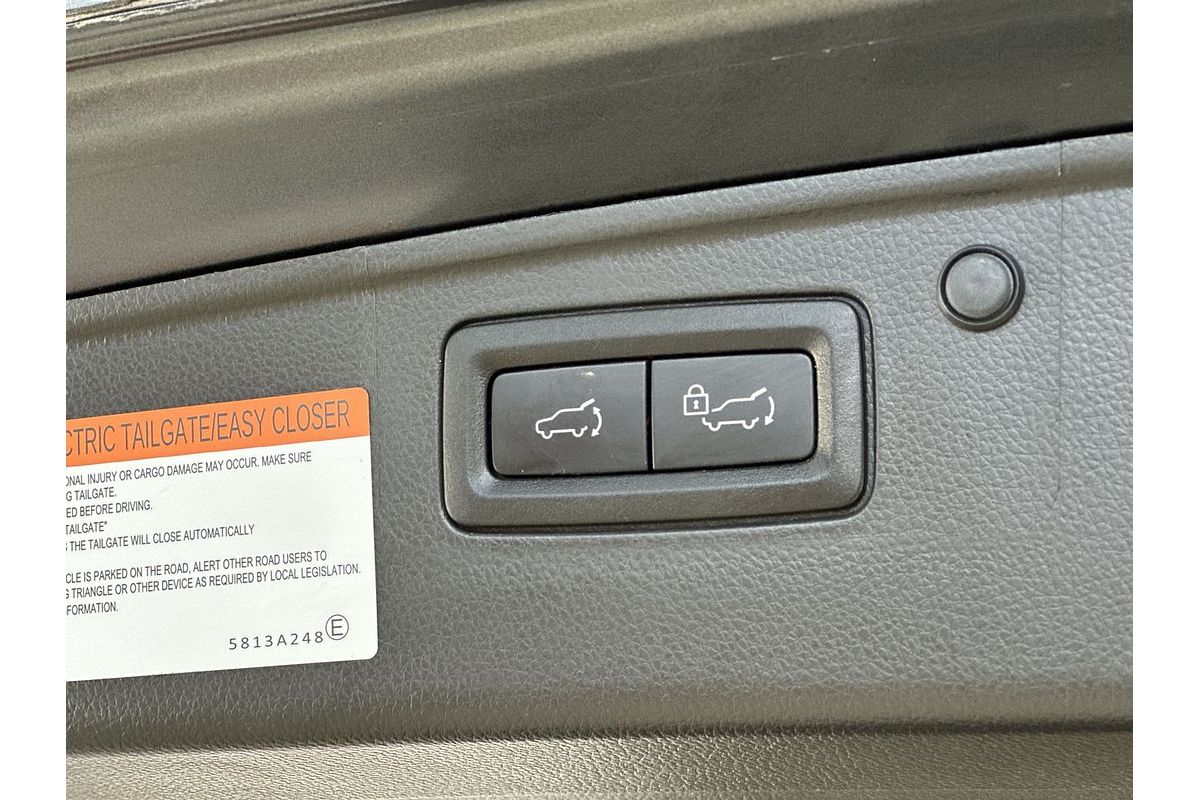 CTRIC TAILGATE/EASY CLOSER
ONAL INJURY OR CARGO DAMAGE MAY OCCUR. MAKE SURE
G TAILGATE.
ED BEFORE DRIVING.
TAILGATE"
THE TAILGATE WILL CLOSE AUTOMATICALLY
CLE IS PARKED ON THE ROAD, ALERT OTHER ROAD USERS TO
G TRIANGLE OR OTHER DEVICE AS REQUIRED BY LOCAL LEGISLATION.
FORMATION.
5813A248 Ⓔ